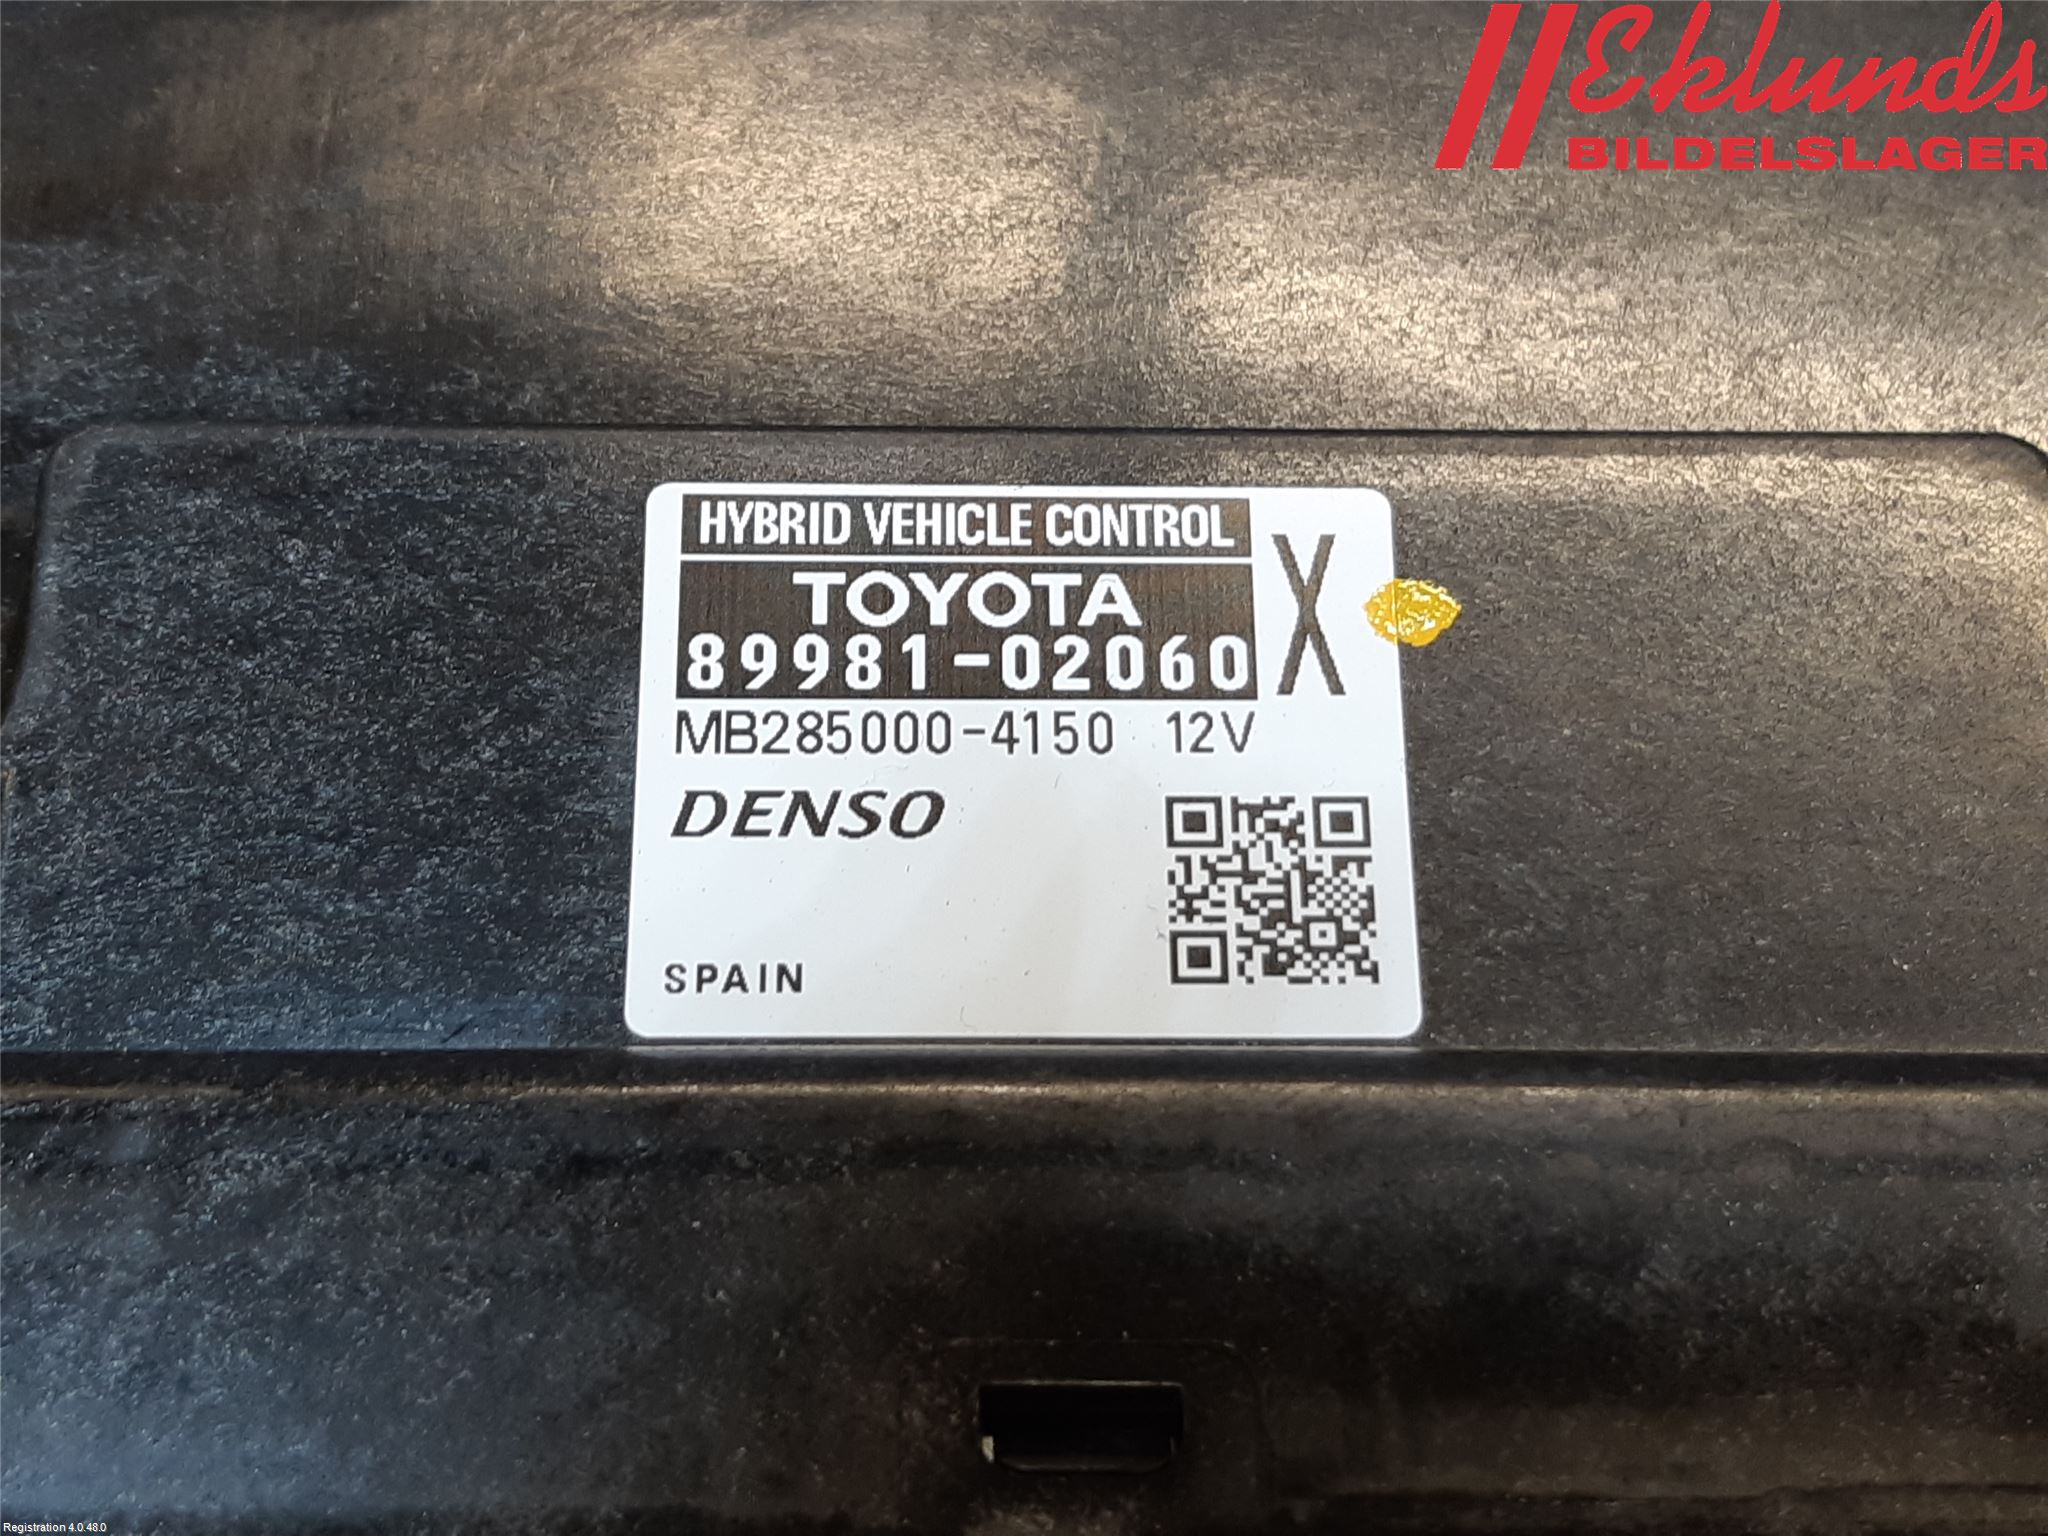 Eklunds
BILDELSLAGER
HYBRID VEHICLE CONTROL
X
TOYOTA
89981-02060
MB285000-4150 12V
DENSO
SPAIN
Registration 4.0.48.0